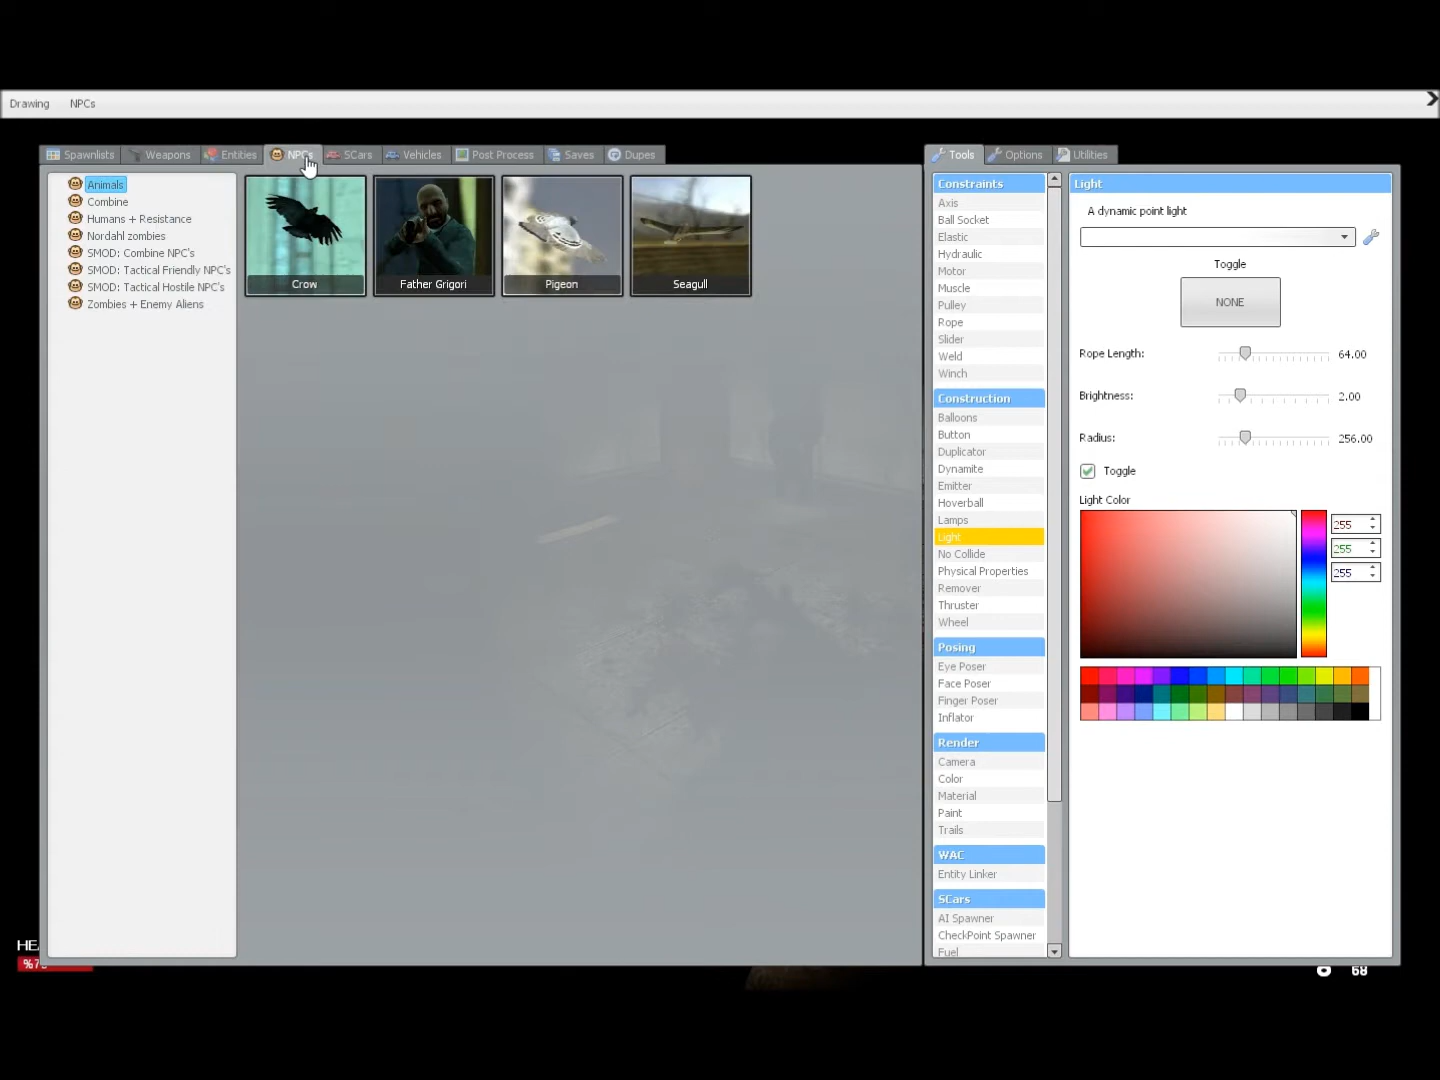 Drawing NPCs
Spawnlists Weapons Entities NPCs SCars Vehicles Post Process Saves Dupes
Animals
Combine
Humans + Resistance
Nordahl zombies
SMOD: Combine NPC's
SMOD: Tactical Friendly NPC's
SMOD: Tactical Hostile NPC's
Zombies + Enemy Aliens
Crow
Father Grigori
Pigeon
Seagull
Tools Options Utilities
Constraints
Axis
Ball Socket
Elastic
Hydraulic
Motor
Muscle
Pulley
Rope
Slider
Weld
Winch
Construction
Balloons
Button
Duplicator
Dynamite
Emitter
Hoverball
Lamps
Light
No Collide
Physical Properties
Remover
Thruster
Wheel
Posing
Eye Poser
Face Poser
Finger Poser
Inflator
Render
Camera
Color
Material
Paint
Trails
WAC
Entity Linker
SCars
AI Spawner
CheckPoint Spawner
Fuel
Light
A dynamic point light
Toggle
NONE
Rope Length: 64.00
Brightness: 2.00
Radius: 256.00
Toggle
Light Color
255
255
255
68